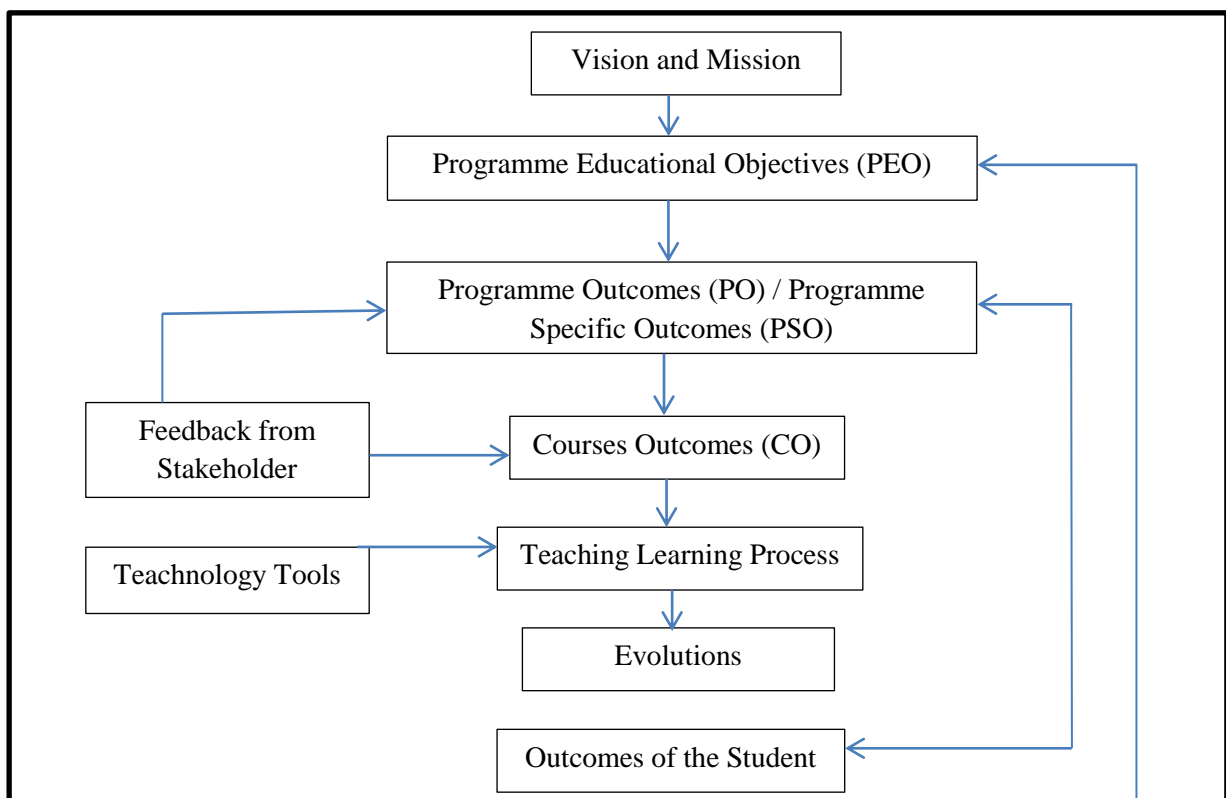 Vision and Mission
Programme Educational Objectives (PEO)
Programme Outcomes (PO) / Programme
Specific Outcomes (PSO)
Feedback from
Stakeholder
Courses Outcomes (CO)
Teaching Learning Process
Teachnology Tools
Evolutions
Outcomes of the Student